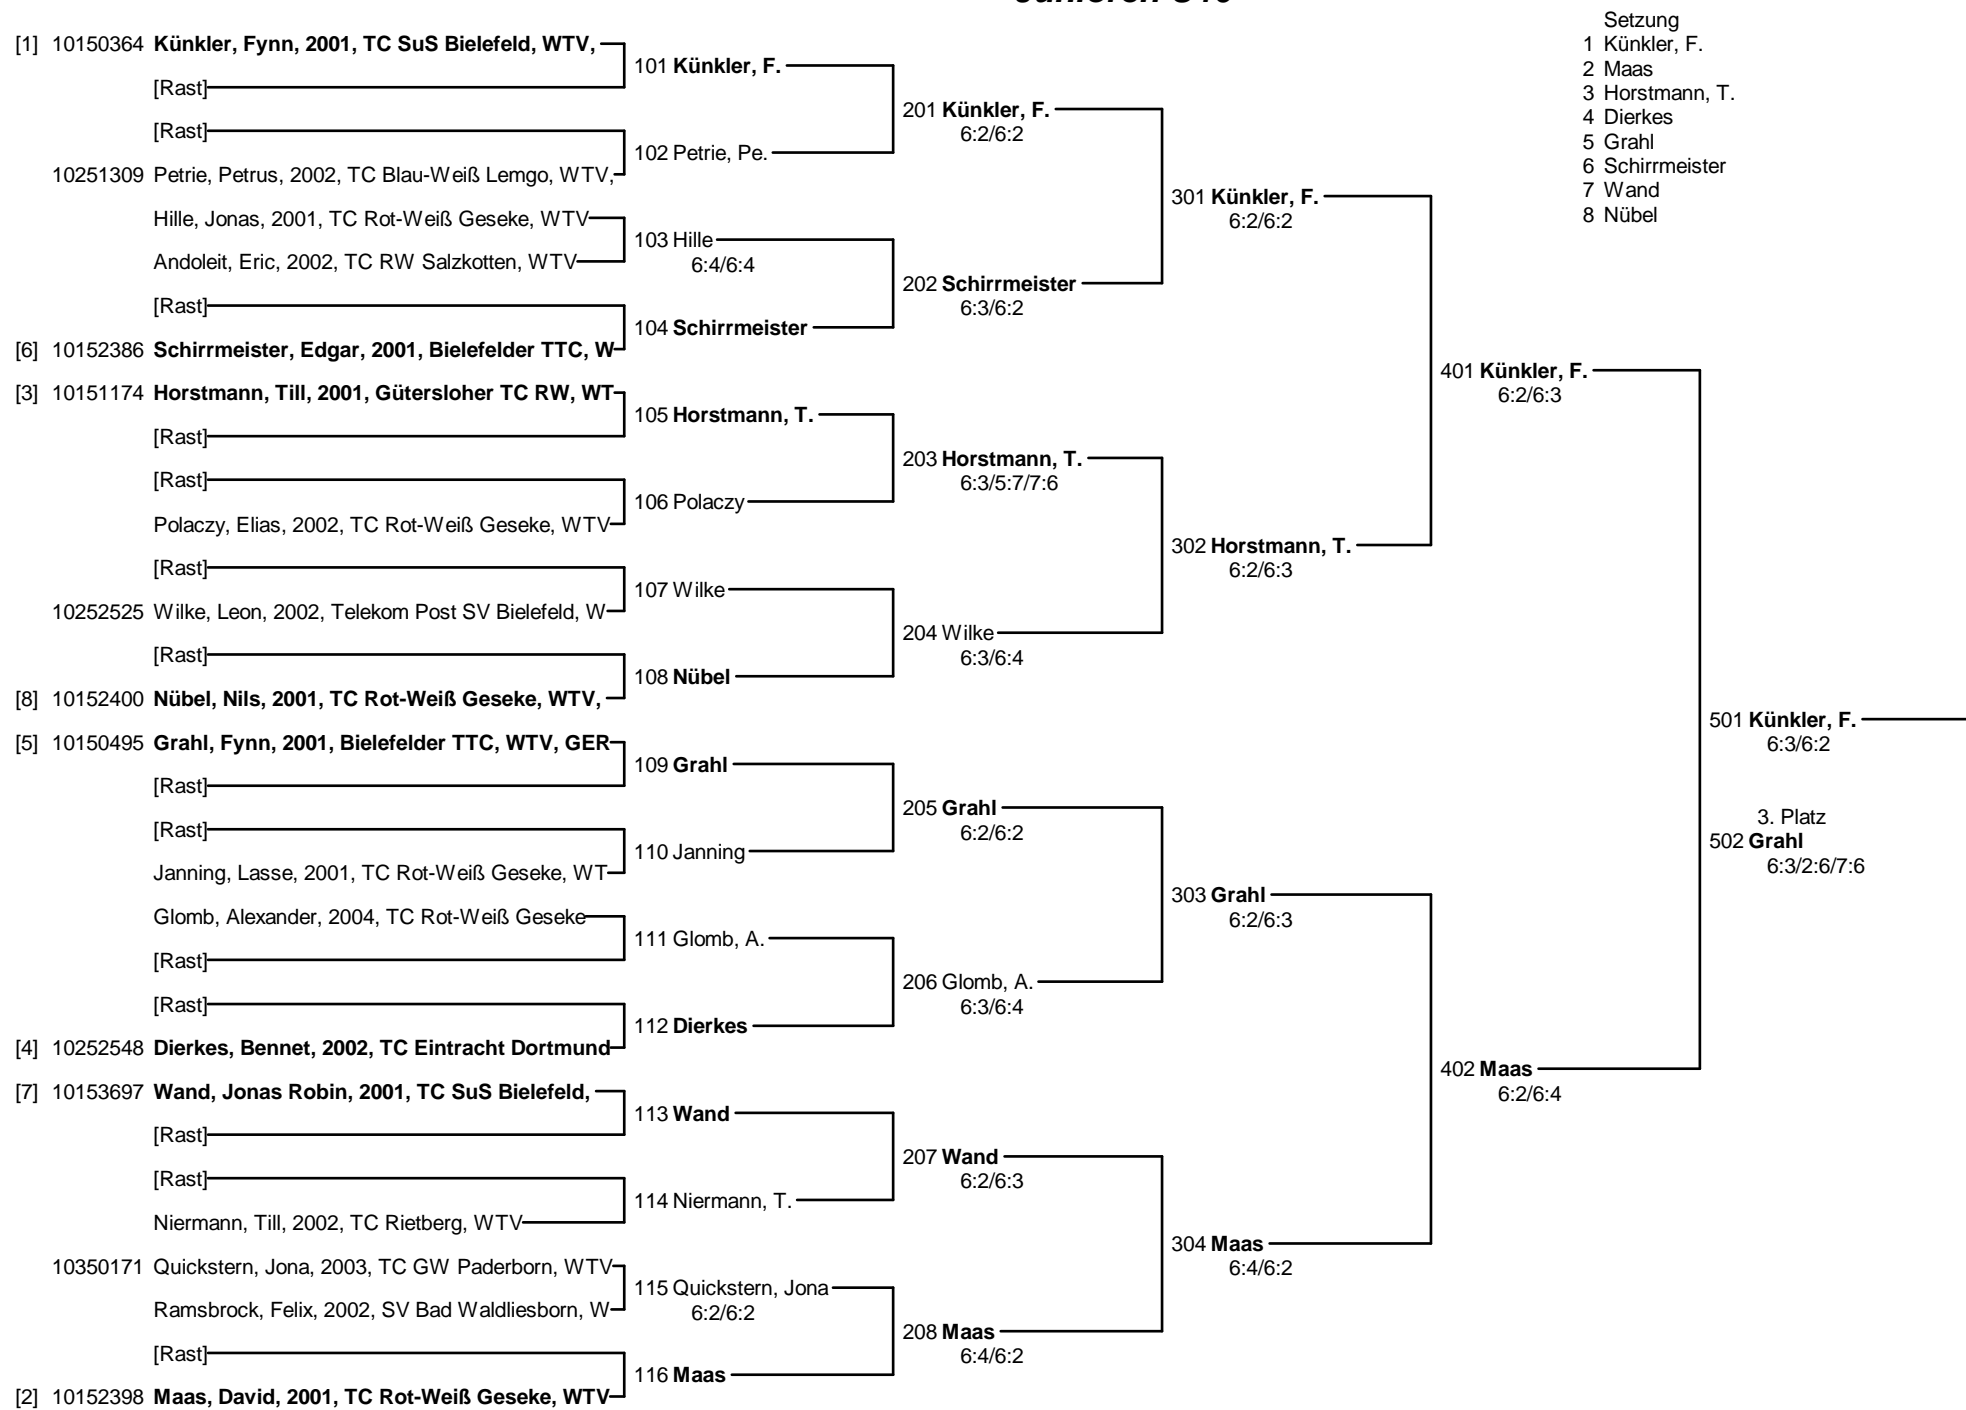 Setzung
1 Künkler, F.
2 Maas
3 Horstmann, T.
4 Dierkes
5 Grahl
6 Schirrmeister
7 Wand
8 Nübel
[1] 10150364 Künkler, Fynn, 2001, TC SuS Bielefeld, WTV,
[Rast]
[Rast]
10251309 Petrie, Petrus, 2002, TC Blau-Weiß Lemgo, WTV,
Hille, Jonas, 2001, TC Rot-Weiß Geseke, WTV
Andoleit, Eric, 2002, TC RW Salzkotten, WTV
[Rast]
[6] 10152386 Schirrmeister, Edgar, 2001, Bielefelder TTC, W
[3] 10151174 Horstmann, Till, 2001, Gütersloher TC RW, WT
[Rast]
[Rast]
Polaczy, Elias, 2002, TC Rot-Weiß Geseke, WTV
[Rast]
10252525 Wilke, Leon, 2002, Telekom Post SV Bielefeld, W
[Rast]
[8] 10152400 Nübel, Nils, 2001, TC Rot-Weiß Geseke, WTV,
[5] 10150495 Grahl, Fynn, 2001, Bielefelder TTC, WTV, GER
[Rast]
[Rast]
Janning, Lasse, 2001, TC Rot-Weiß Geseke, WT
Glomb, Alexander, 2004, TC Rot-Weiß Geseke
[Rast]
[Rast]
[4] 10252548 Dierkes, Bennet, 2002, TC Eintracht Dortmund
[7] 10153697 Wand, Jonas Robin, 2001, TC SuS Bielefeld,
[Rast]
[Rast]
Niermann, Till, 2002, TC Rietberg, WTV
10350171 Quickstern, Jona, 2003, TC GW Paderborn, WTV
Ramsbrock, Felix, 2002, SV Bad Waldliesborn, W
[Rast]
[2] 10152398 Maas, David, 2001, TC Rot-Weiß Geseke, WTV
101 Künkler, F.
102 Petrie, Pe.
103 Hille
6:4/6:4
104 Schirrmeister
105 Horstmann, T.
106 Polaczy
107 Wilke
108 Nübel
109 Grahl
110 Janning
111 Glomb, A.
112 Dierkes
113 Wand
114 Niermann, T.
115 Quickstern, Jona
6:2/6:2
116 Maas
201 Künkler, F.
6:2/6:2
202 Schirrmeister
6:3/6:2
203 Horstmann, T.
6:3/5:7/7:6
204 Wilke
6:3/6:4
205 Grahl
6:2/6:2
206 Glomb, A.
6:3/6:4
207 Wand
6:2/6:3
208 Maas
6:4/6:2
301 Künkler, F.
6:2/6:2
302 Horstmann, T.
6:2/6:3
303 Grahl
6:2/6:3
304 Maas
6:4/6:2
401 Künkler, F.
6:2/6:3
402 Maas
6:2/6:4
501 Künkler, F.
6:3/6:2
3. Platz
502 Grahl
6:3/2:6/7:6